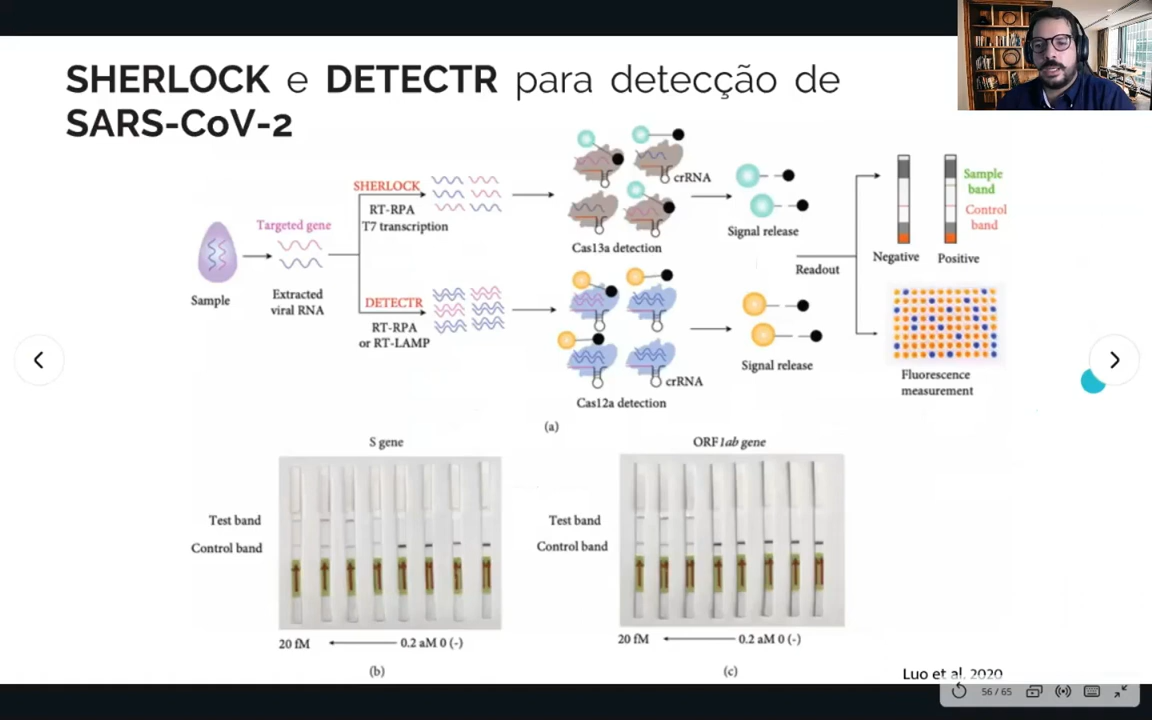 SHERLOCK e DETECTR para detecção de
SARS-CoV-2
SHERLOCK
RT-RPA
T7 transcription
crRNA
Cas13a detection
Signal release
Sample
Targeted gene
Extracted
viral RNA
DETECTR
RT-RPA
or RT-LAMP
crRNA
Cas12a detection
Signal release
Readout
Sample
band
Control
band
Negative
Positive
Fluorescence
measurement
(a)
S gene
Test band
Control band
20 fM
0.2 aM 0 (-)
(b)
ORF1ab gene
Test band
Control band
20 fM
0.2 aM 0 (-)
(c)
Luo et al. 2020
56 / 65